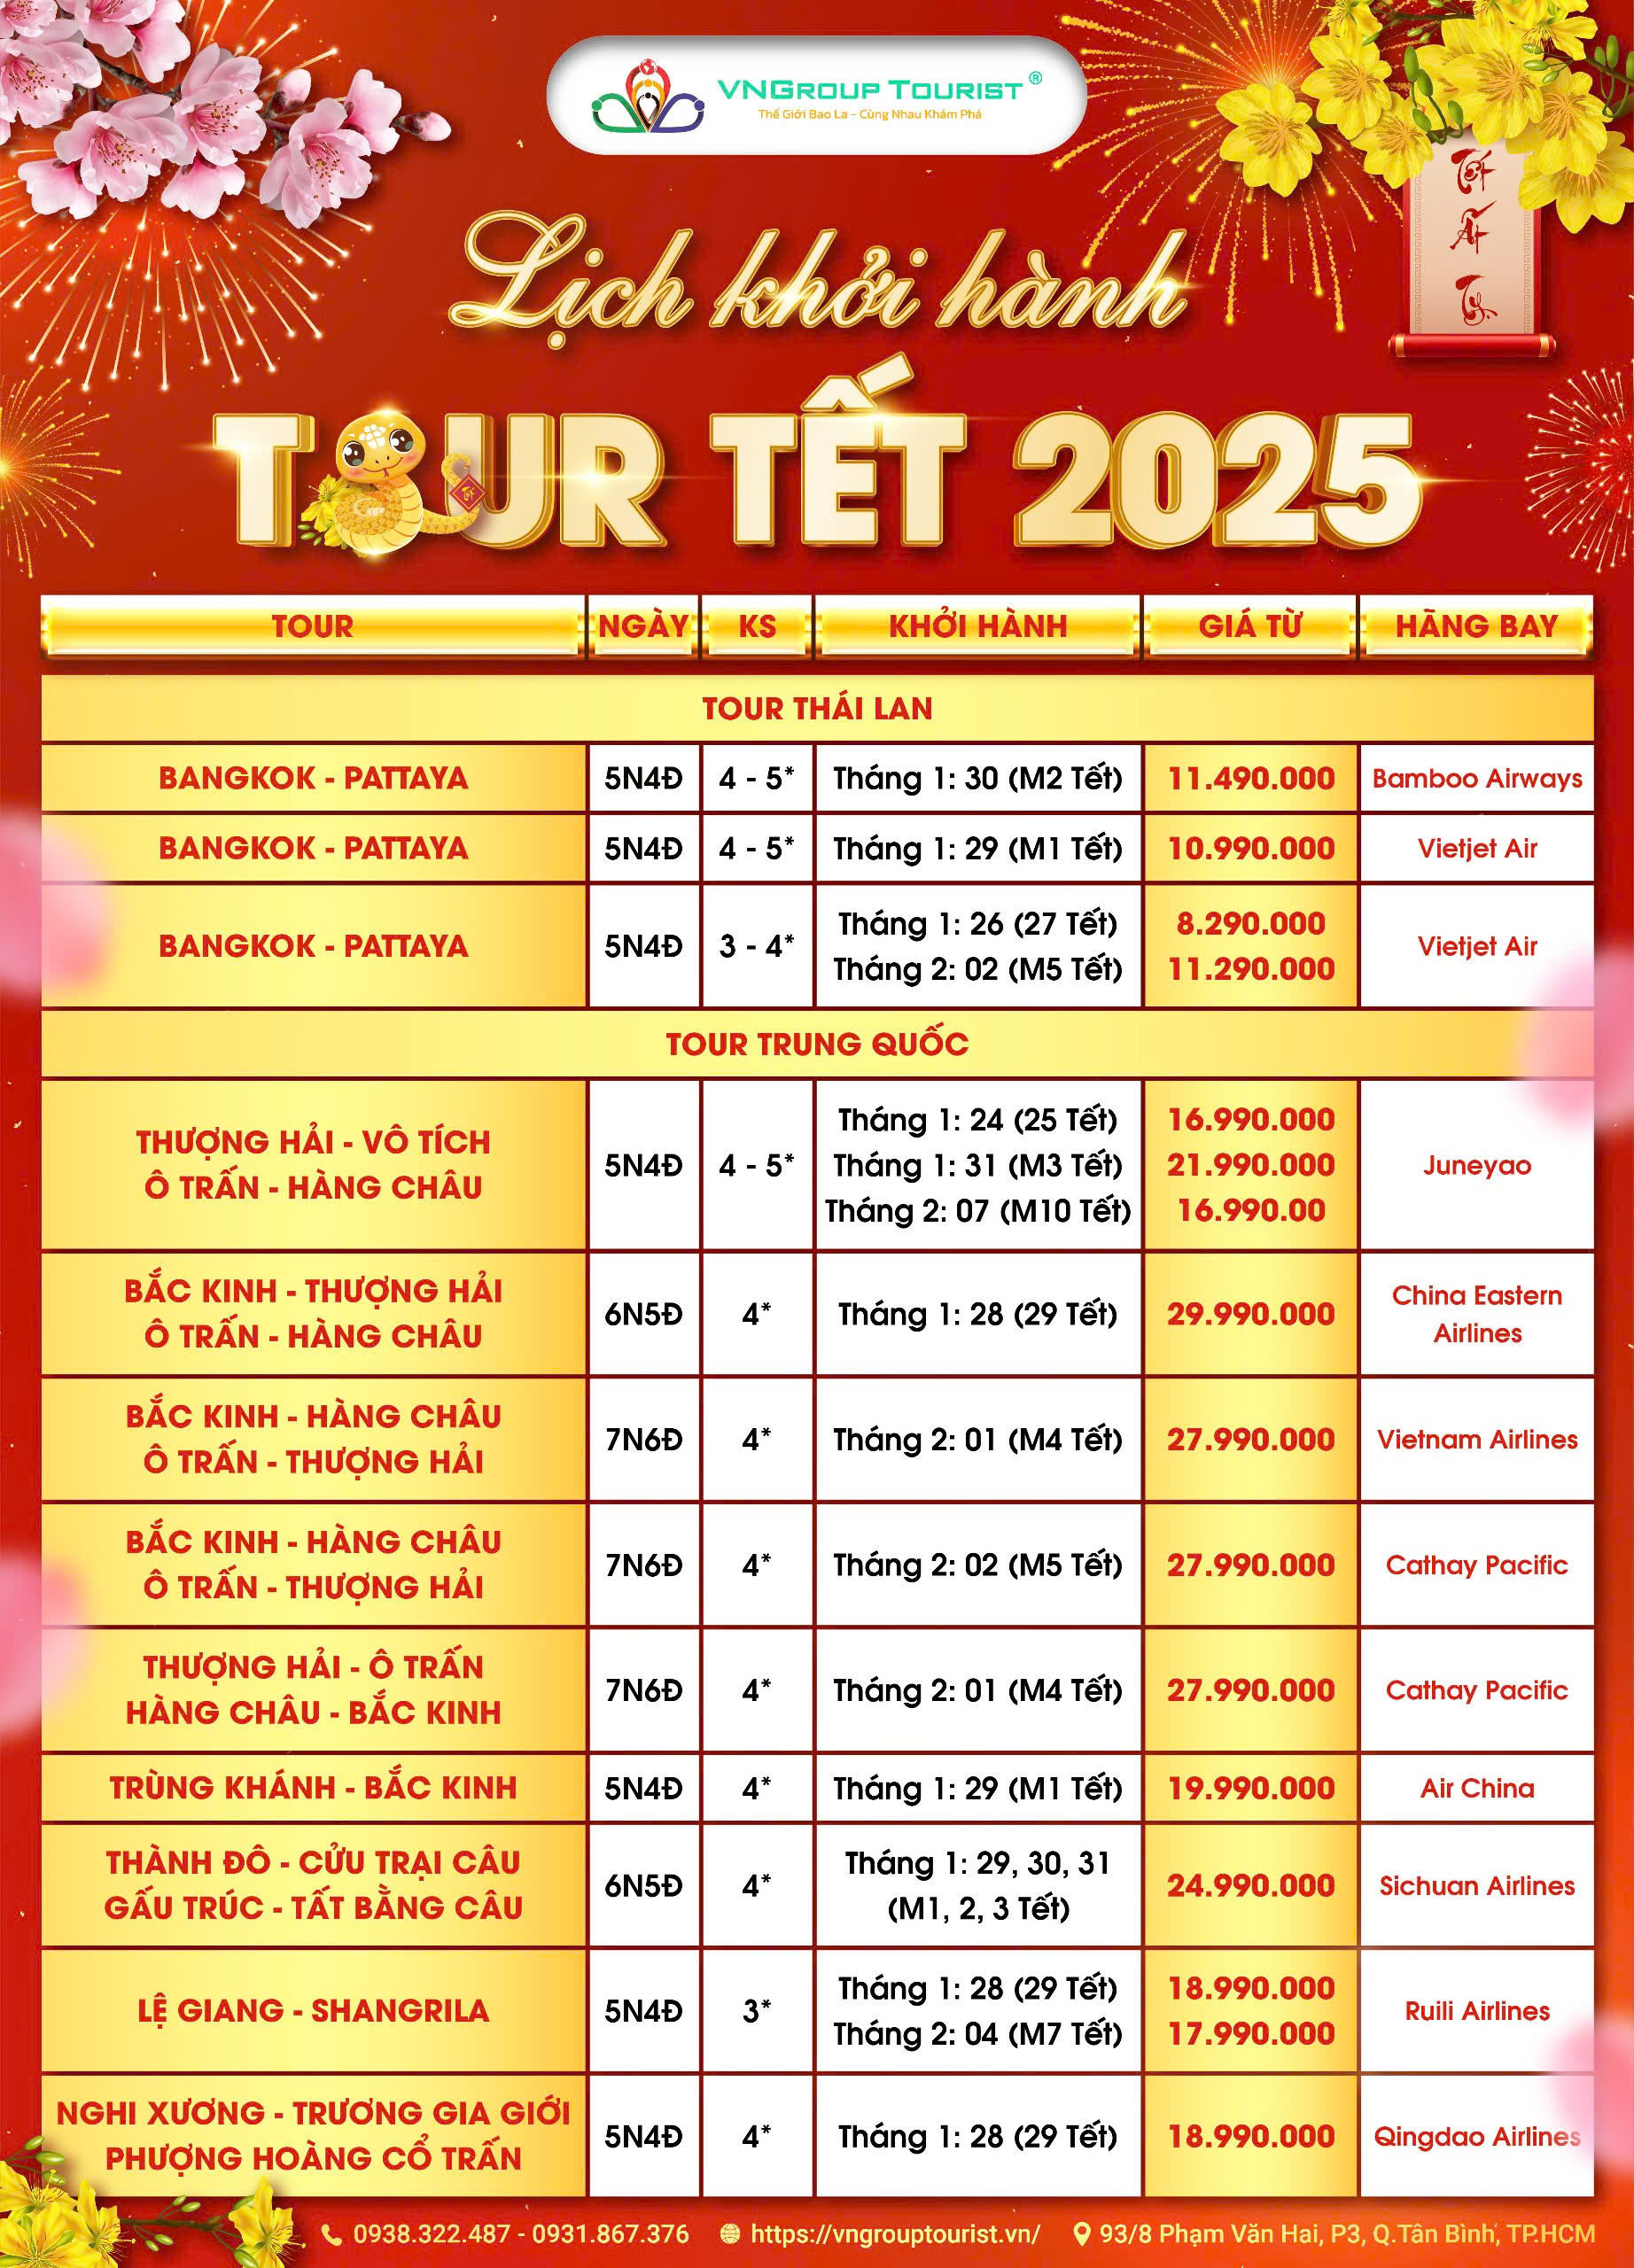 VNGROUP TOURIST ®
Thế Giới Bao La - Cùng Nhau Khám Phá
Tết
Ất
Tỵ
Lịch khởi hành
TOUR TẾT 2025
TOUR NGÀY KS KHỞI HÀNH GIÁ TỪ HÃNG BAY
TOUR THÁI LAN
BANGKOK - PATTAYA 5N4Đ 4 - 5* Tháng 1: 30 (M2 Tết) 11.490.000 Bamboo Airways
BANGKOK - PATTAYA 5N4Đ 4 - 5* Tháng 1: 29 (M1 Tết) 10.990.000 Vietjet Air
BANGKOK - PATTAYA 5N4Đ 3 - 4* Tháng 1: 26 (27 Tết) 8.290.000 Vietjet Air
Tháng 2: 02 (M5 Tết) 11.290.000
TOUR TRUNG QUỐC
THƯỢNG HẢI - VÔ TÍCH 5N4Đ 4 - 5* Tháng 1: 24 (25 Tết) 16.990.000 Juneyao
Ô TRẤN - HÀNG CHÂU Tháng 1: 31 (M3 Tết) 21.990.000
Tháng 2: 07 (M10 Tết) 16.990.00
BẮC KINH - THƯỢNG HẢI 6N5Đ 4* Tháng 1: 28 (29 Tết) 29.990.000 China Eastern
Ô TRẤN - HÀNG CHÂU Airlines
BẮC KINH - HÀNG CHÂU 7N6Đ 4* Tháng 2: 01 (M4 Tết) 27.990.000 Vietnam Airlines
Ô TRẤN - THƯỢNG HẢI
BẮC KINH - HÀNG CHÂU 7N6Đ 4* Tháng 2: 02 (M5 Tết) 27.990.000 Cathay Pacific
Ô TRẤN - THƯỢNG HẢI
THƯỢNG HẢI - Ô TRẤN 7N6Đ 4* Tháng 2: 01 (M4 Tết) 27.990.000 Cathay Pacific
HÀNG CHÂU - BẮC KINH
TRÙNG KHÁNH - BẮC KINH 5N4Đ 4* Tháng 1: 29 (M1 Tết) 19.990.000 Air China
THÀNH ĐÔ - CỬU TRẠI CÂU 6N5Đ 4* Tháng 1: 29, 30, 31 24.990.000 Sichuan Airlines
GẤU TRÚC - TẤT BẰNG CÂU (M1, 2, 3 Tết)
LỆ GIANG - SHANGRILA 5N4Đ 3* Tháng 1: 28 (29 Tết) 18.990.000 Ruili Airlines
Tháng 2: 04 (M7 Tết) 17.990.000
NGHI XƯƠNG - TRƯƠNG GIA GIỚI 5N4Đ 4* Tháng 1: 28 (29 Tết) 18.990.000 Qingdao Airlines
PHƯỢNG HOÀNG CỔ TRẤN
0938.322.487 - 0931.867.376 https://vngrouptourist.vn/ 93/8 Phạm Văn Hai, P3, Q.Tân Bình, TP.HCM